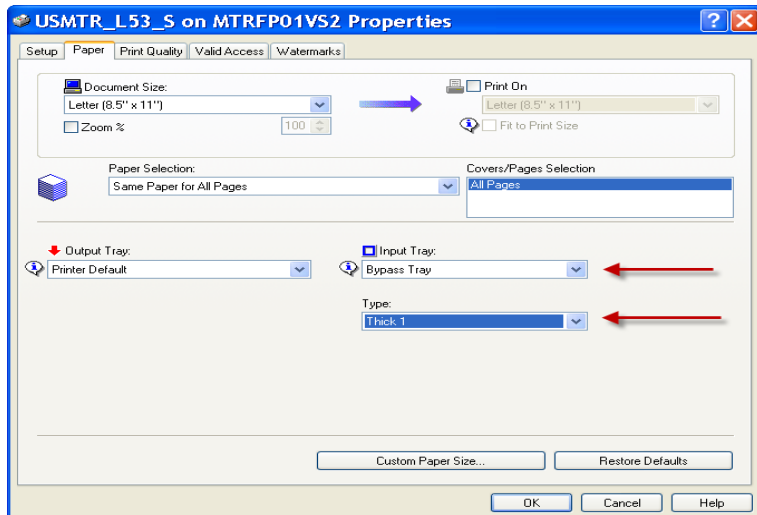 USMTR_L53_S on MTRFP01VS2 Properties
Setup Paper Print Quality Valid Access Watermarks
Document Size:
Letter (8.5" x 11")
Zoom %
100
Print On
Letter (8.5" x 11")
Fit to Print Size
Paper Selection:
Same Paper for All Pages
Covers/Pages Selection
All Pages
Output Tray:
Printer Default
Input Tray:
Bypass Tray
Type:
Thick 1
Custom Paper Size...
Restore Defaults
OK
Cancel
Help